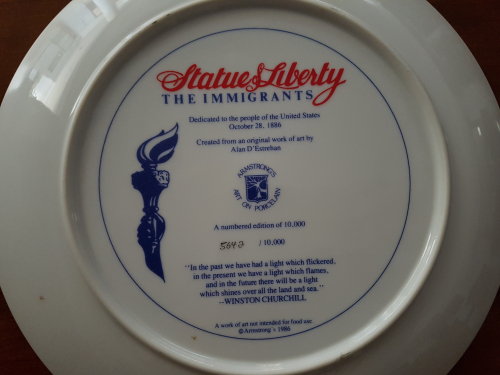 Statue of Liberty
THE IMMIGRANTS
Dedicated to the people of the United States
October 28, 1886
Created from an original work of art by
Alan D'Estrehan
ARMSTRONG'S
ART ON PORCELAIN
A numbered edition of 10,000
/ 10,000
"In the past we have had a light which flickered,
in the present we have a light which flames,
and in the future there will be a light
which shines over all the land and sea."
--WINSTON CHURCHILL
A work of art not intended for food use.
©Armstrong's 1986